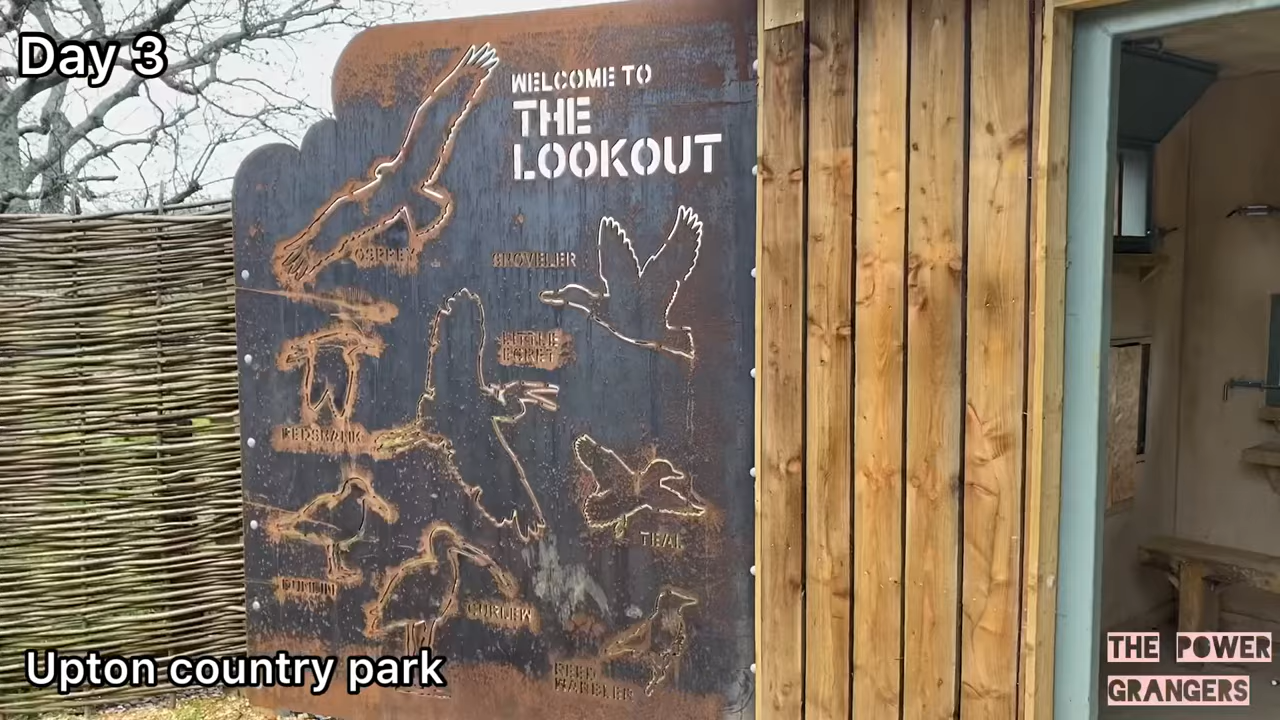 Day 3
WELCOME TO
THE
LOOKOUT
OSPREY
SHOVELER
LITTLE
EGRET
REDSHANK
TEAL
DUNLIN
CURLEW
REED
WARBLER
Upton country park
THE POWER
GRANGERS